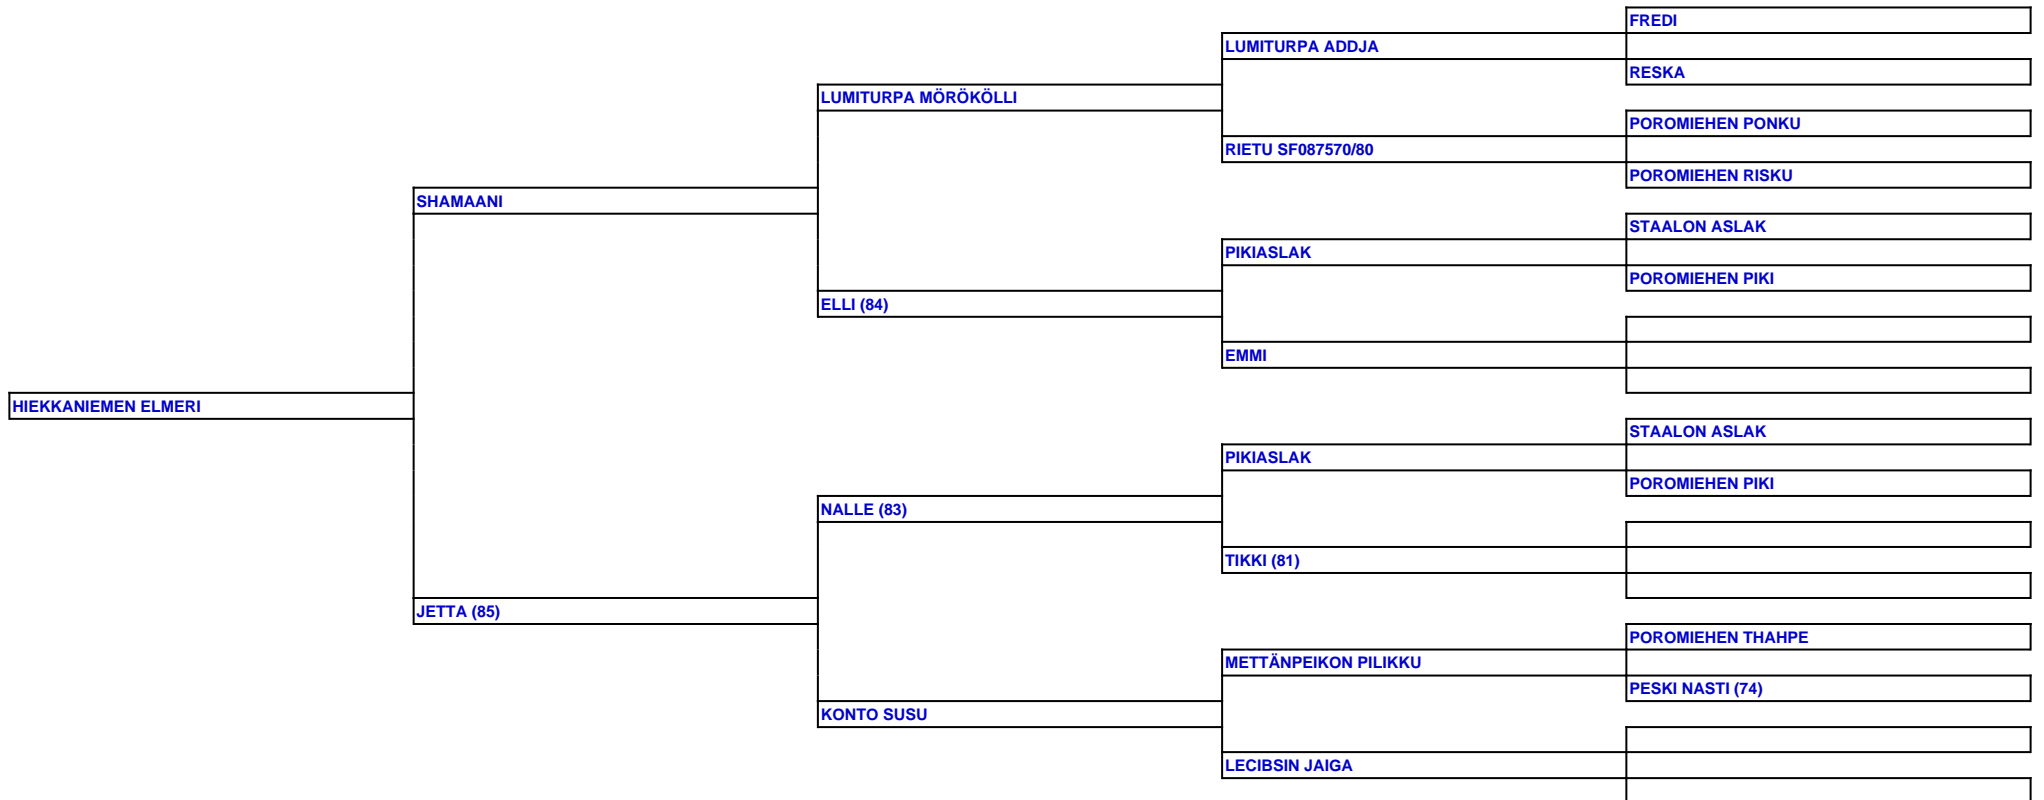 FREDI
LUMITURPA ADDJA
RESKA
LUMITURPA MÖRÖKÖLLI
POROMIEHEN PONKU
RIETU SF087570/80
POROMIEHEN RISKU
SHAMAANI
STAALON ASLAK
PIKIASLAK
POROMIEHEN PIKI
ELLI (84)
EMMI
HIEKKANIEMEN ELMERI
STAALON ASLAK
PIKIASLAK
POROMIEHEN PIKI
NALLE (83)
TIKKI (81)
JETTA (85)
POROMIEHEN THAHPE
METTÄNPEIKON PILIKKU
PESKI NASTI (74)
KONTO SUSU
LECIBSIN JAIGA